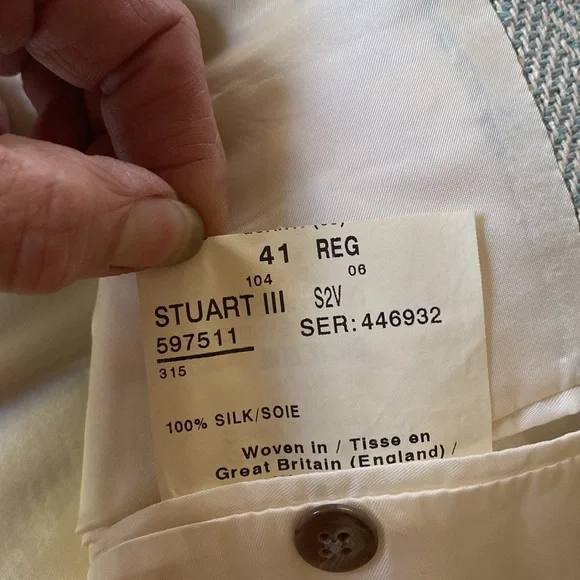 41 REG
104 06
STUART III S2V
597511 SER: 446932
315
100% SILK/SOIE
Woven in / Tisse en
Great Britain (England) /